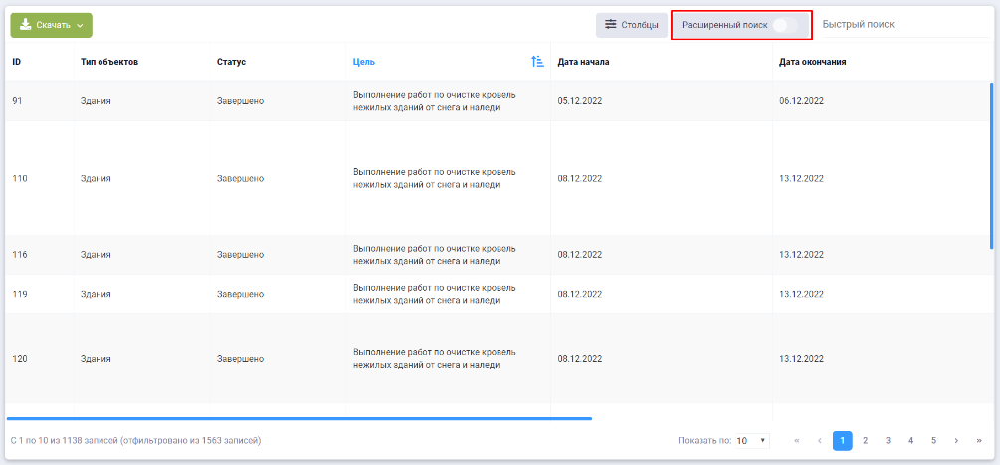 Скачать
Столбцы
Расширенный поиск
Быстрый поиск
ID Тип объектов Статус Цель Дата начала Дата окончания
91 Здания Завершено Выполнение работ по очистке кровель нежилых зданий от снега и наледи 05.12.2022 06.12.2022
110 Здания Завершено Выполнение работ по очистке кровель нежилых зданий от снега и наледи 08.12.2022 13.12.2022
116 Здания Завершено Выполнение работ по очистке кровель нежилых зданий от снега и наледи 08.12.2022 13.12.2022
119 Здания Завершено Выполнение работ по очистке кровель нежилых зданий от снега и наледи 08.12.2022 13.12.2022
120 Здания Завершено Выполнение работ по очистке кровель нежилых зданий от снега и наледи 08.12.2022 13.12.2022
С 1 по 10 из 1138 записей (отфильтровано из 1563 записей)
Показать по: 10
« ‹ 1 2 3 4 5 › »